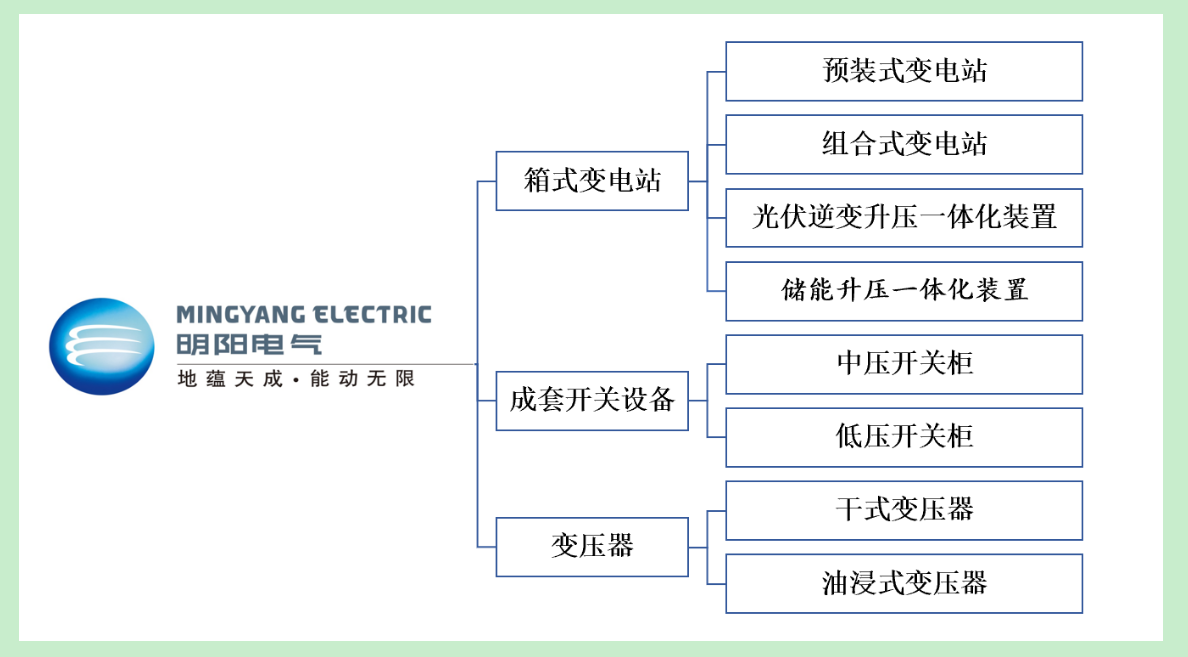 MINGYANG ELECTRIC
明阳电气
地蕴天成·能动无限
箱式变电站
预装式变电站
组合式变电站
光伏逆变升压一体化装置
储能升压一体化装置
成套开关设备
中压开关柜
低压开关柜
变压器
干式变压器
油浸式变压器